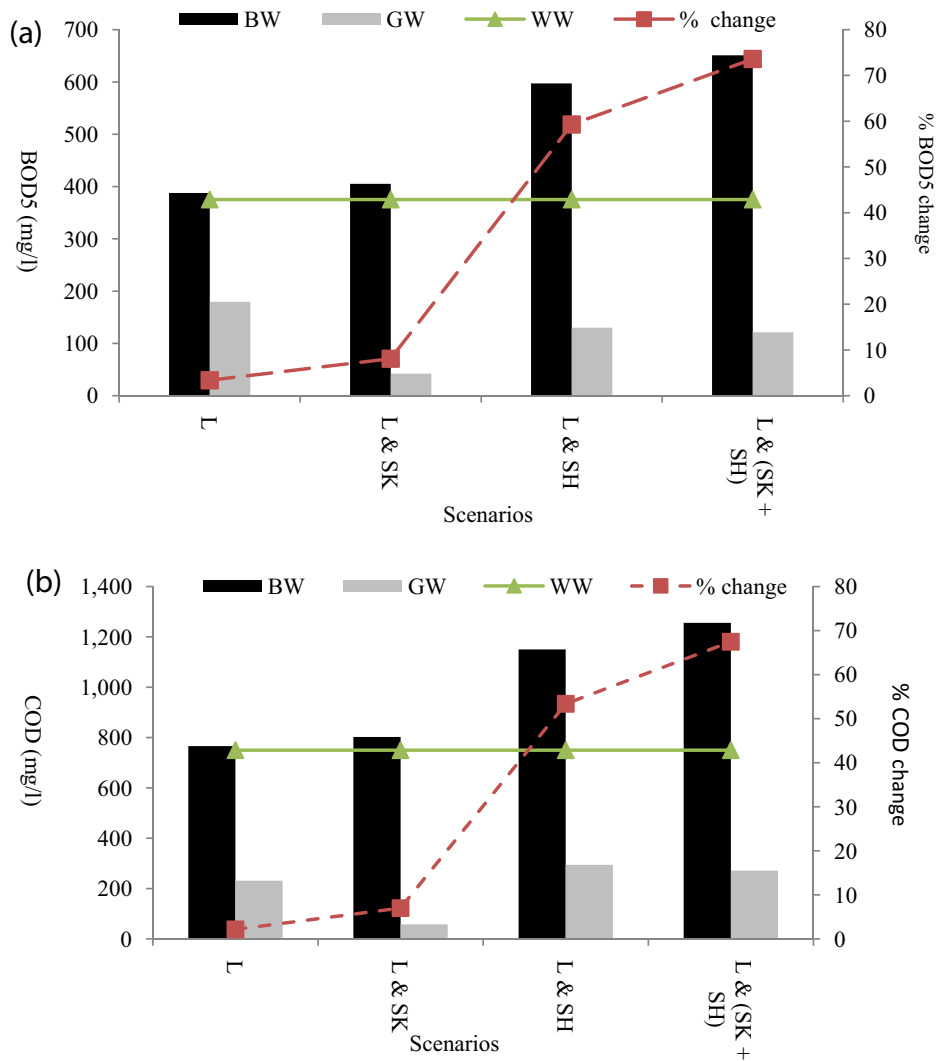 (a)
BW GW WW % change
700
600
500
400
300
200
100
0
BOD5 (mg/l)
80
70
60
50
40
30
20
10
0
% BOD5 change
L
L & SK
L & SH
L & (SK +
SH)
Scenarios
(b)
BW GW WW % change
1,400
1,200
1,000
800
600
400
200
0
COD (mg/l)
80
70
60
50
40
30
20
10
0
% COD change
L
L & SK
L & SH
L & (SK +
SH)
Scenarios